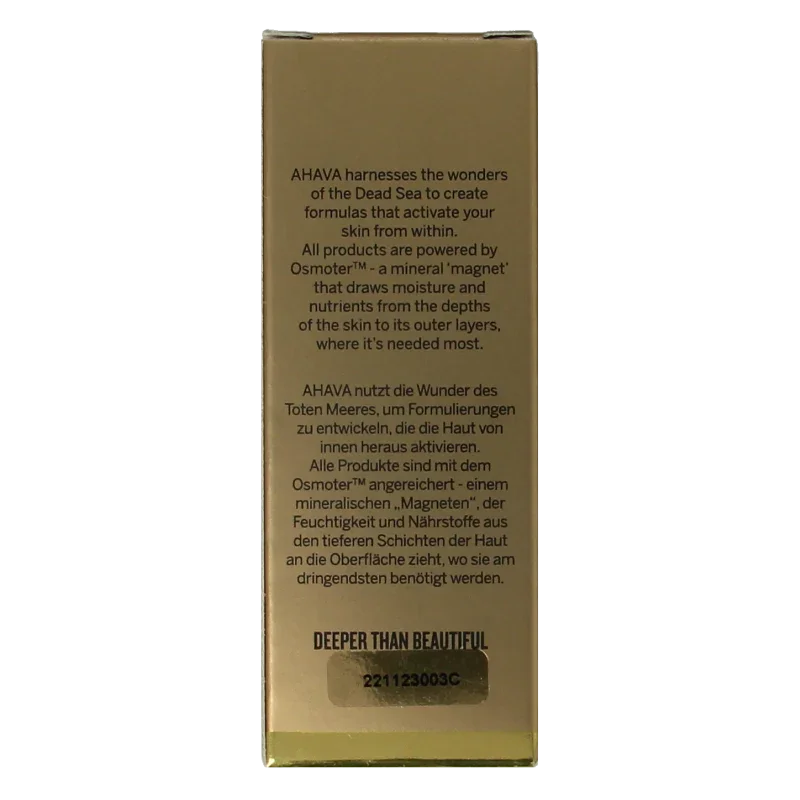 AHAVA harnesses the wonders
of the Dead Sea to create
formulas that activate your
skin from within.
All products are powered by
Osmoter™ - a mineral 'magnet'
that draws moisture and
nutrients from the depths
of the skin to its outer layers,
where it's needed most.
AHAVA nutzt die Wunder des
Toten Meeres, um Formulierungen
zu entwickeln, die die Haut von
innen heraus aktivieren.
Alle Produkte sind mit dem
Osmoter™ angereichert - einem
mineralischen „Magneten“, der
Feuchtigkeit und Nährstoffe aus
den tieferen Schichten der Haut
an die Oberfläche zieht, wo sie am
dringendsten benötigt werden.
DEEPER THAN BEAUTIFUL
221123003C